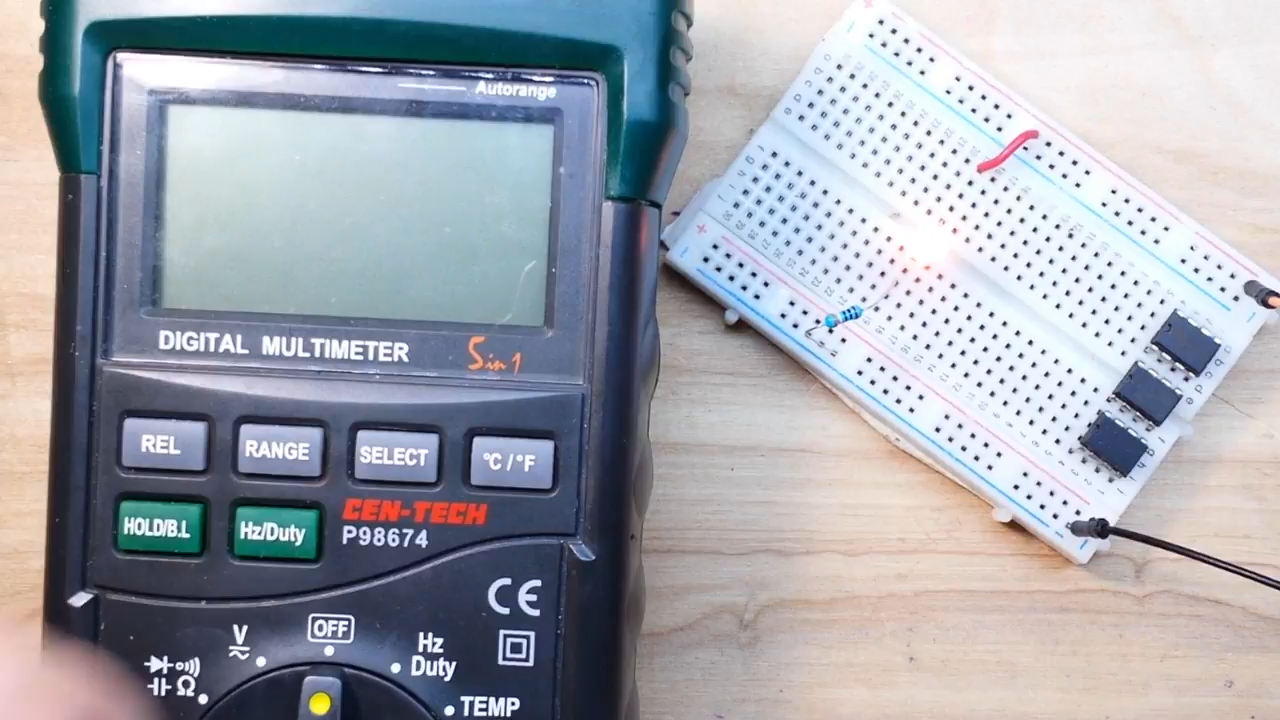 Autorange
DIGITAL MULTIMETER 5 in 1
REL RANGE SELECT °C/°F
HOLD/B.L Hz/Duty CEN-TECH
P98674
CE
OFF
V
Hz
Duty
Ω
TEMP